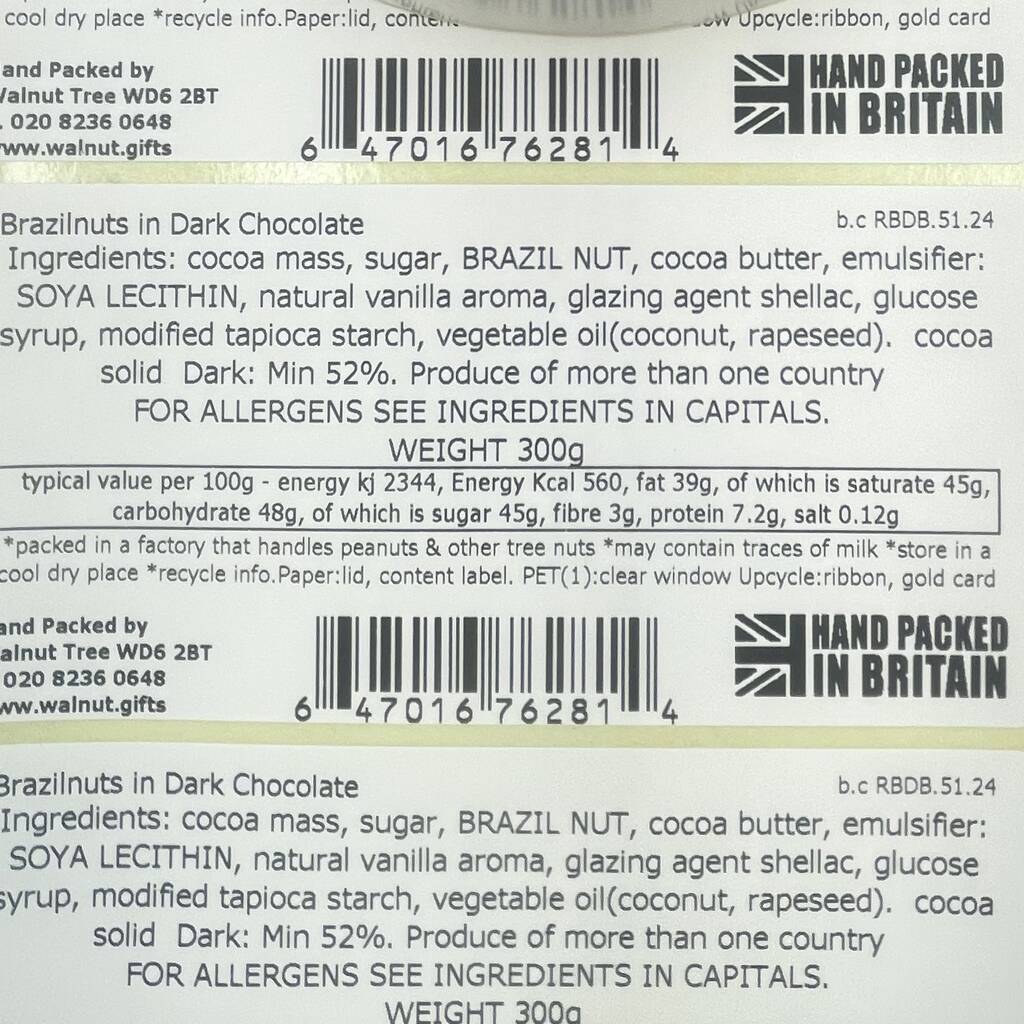 cool dry place *recycle info.Paper:lid, Upcycle:ribbon, gold card
and Packed by
Walnut Tree WD6 2BT
. 020 8236 0648
www.walnut.gifts
6 47016 76281 4
HAND PACKED
IN BRITAIN
Brazilnuts in Dark Chocolate
b.c RBDB.51.24
Ingredients: cocoa mass, sugar, BRAZIL NUT, cocoa butter, emulsifier:
SOYA LECITHIN, natural vanilla aroma, glazing agent shellac, glucose
syrup, modified tapioca starch, vegetable oil(coconut, rapeseed). cocoa
solid Dark: Min 52%. Produce of more than one country
FOR ALLERGENS SEE INGREDIENTS IN CAPITALS.
WEIGHT 300g
typical value per 100g - energy kj 2344, Energy Kcal 560, fat 39g, of which is saturate 45g,
carbohydrate 48g, of which is sugar 45g, fibre 3g, protein 7.2g, salt 0.12g
*packed in a factory that handles peanuts & other tree nuts *may contain traces of milk *store in a
cool dry place *recycle info.Paper:lid, content label. PET(1):clear window Upcycle:ribbon, gold card
and Packed by
alnut Tree WD6 2BT
020 8236 0648
ww.walnut.gifts
6 47016 76281 4
HAND PACKED
IN BRITAIN
Brazilnuts in Dark Chocolate
b.c RBDB.51.24
Ingredients: cocoa mass, sugar, BRAZIL NUT, cocoa butter, emulsifier:
SOYA LECITHIN, natural vanilla aroma, glazing agent shellac, glucose
syrup, modified tapioca starch, vegetable oil(coconut, rapeseed). cocoa
solid Dark: Min 52%. Produce of more than one country
FOR ALLERGENS SEE INGREDIENTS IN CAPITALS.
WEIGHT 300g